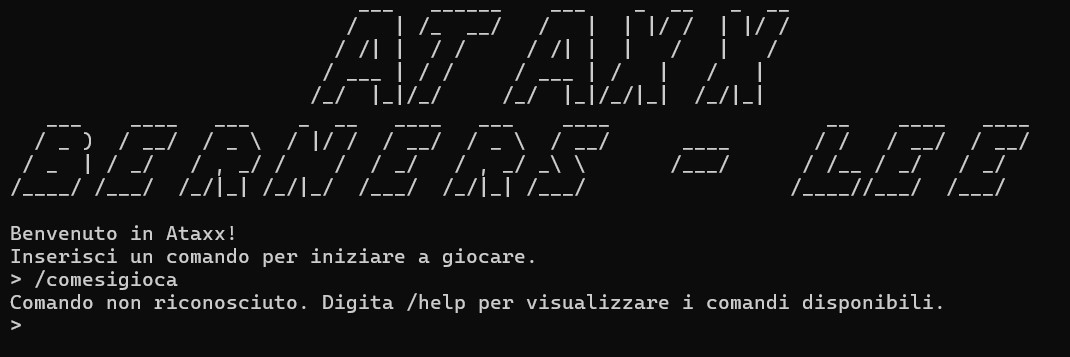 ATAXX
BERNERS - LEE
Benvenuto in Ataxx!
Inserisci un comando per iniziare a giocare.
> /comesigioca
Comando non riconosciuto. Digita /help per visualizzare i comandi disponibili.
>